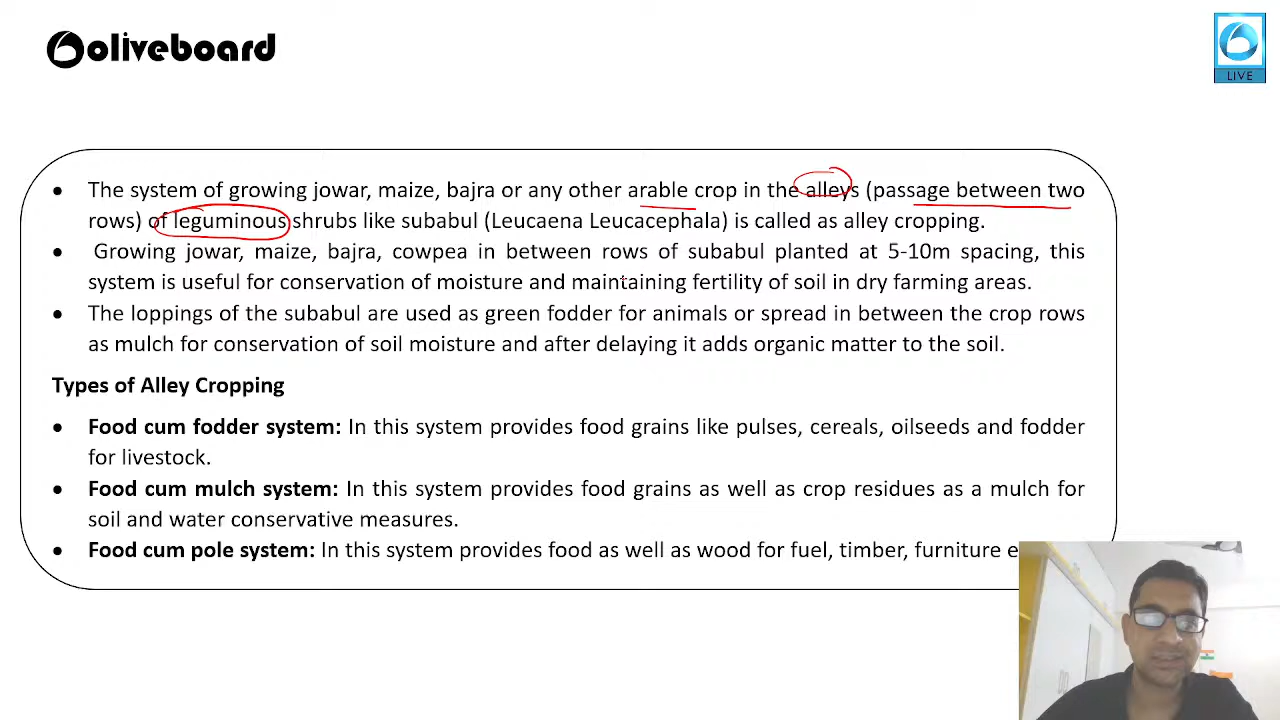 oliveboard
LIVE
• The system of growing jowar, maize, bajra or any other arable crop in the alleys (passage between two
rows) of leguminous shrubs like subabul (Leucaena Leucacephala) is called as alley cropping.
• Growing jowar, maize, bajra, cowpea in between rows of subabul planted at 5-10m spacing, this
system is useful for conservation of moisture and maintaining fertility of soil in dry farming areas.
• The loppings of the subabul are used as green fodder for animals or spread in between the crop rows
as mulch for conservation of soil moisture and after delaying it adds organic matter to the soil.
Types of Alley Cropping
• Food cum fodder system: In this system provides food grains like pulses, cereals, oilseeds and fodder
for livestock.
• Food cum mulch system: In this system provides food grains as well as crop residues as a mulch for
soil and water conservative measures.
• Food cum pole system: In this system provides food as well as wood for fuel, timber, furniture